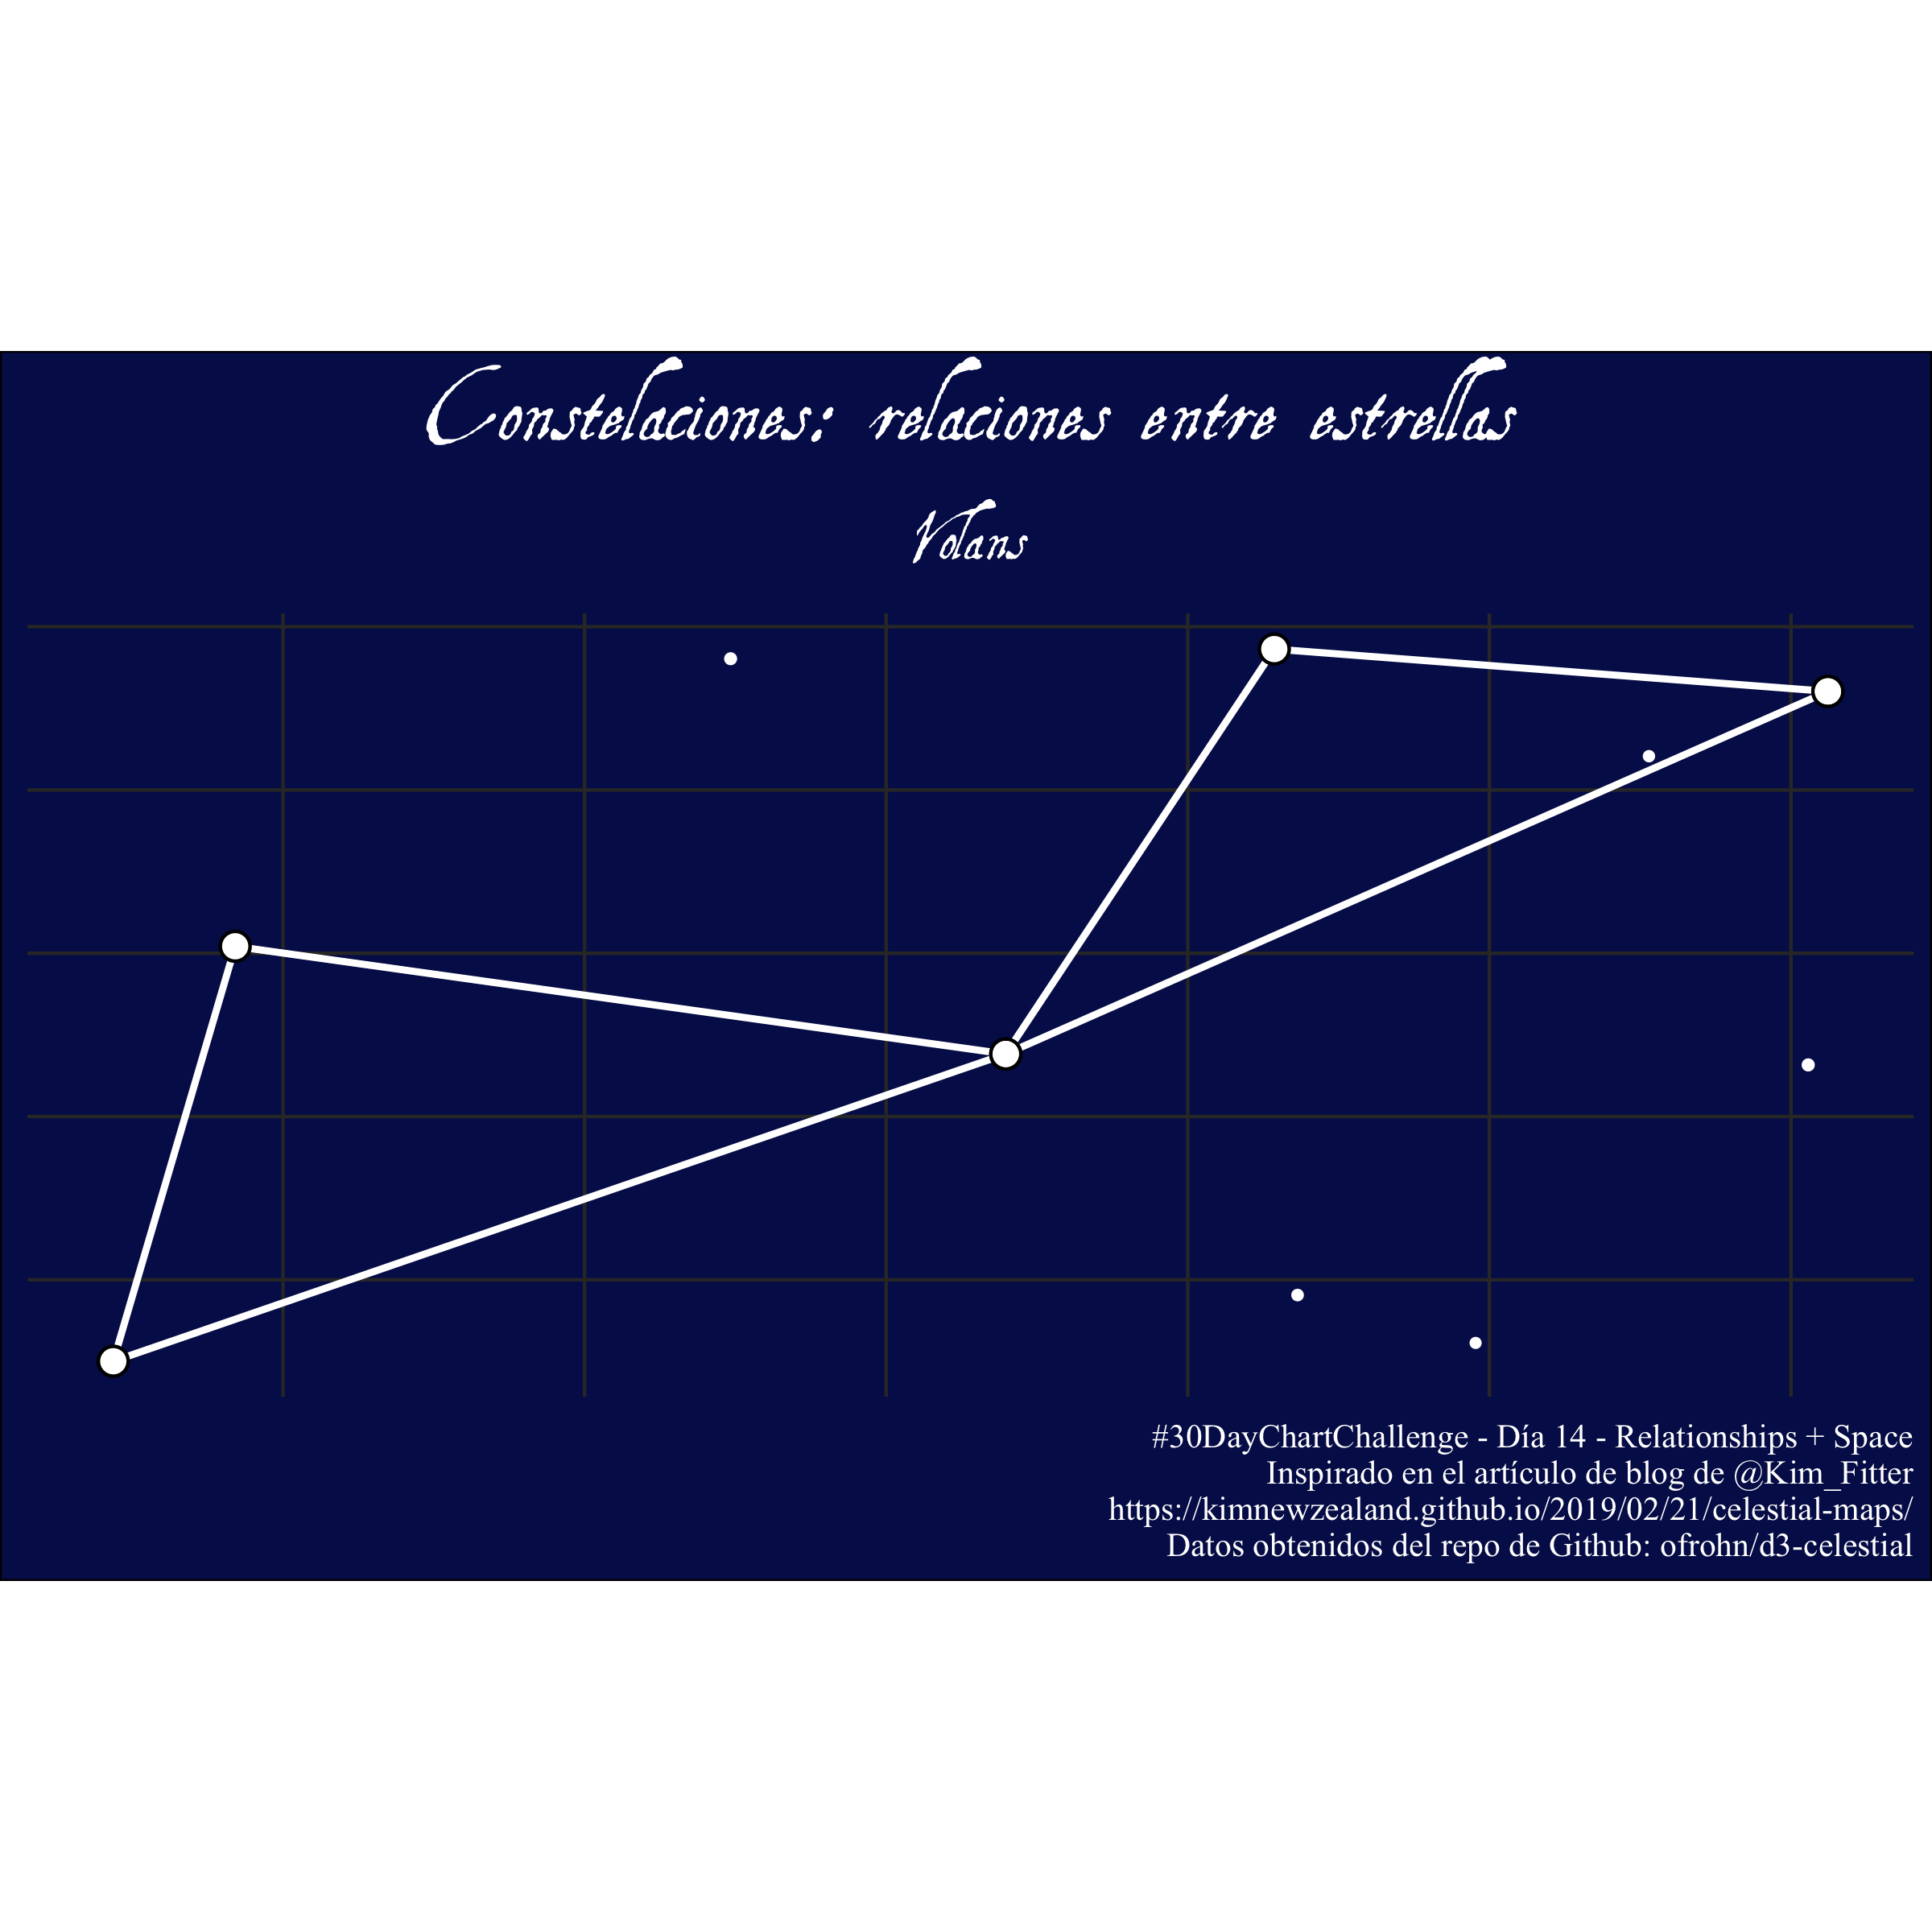 Constelaciones: relaciones entre estrellas
Volans
#30DayChartChallenge - Día 14 - Relationships + Space
Inspirado en el artículo de blog de @Kim_Fitter
https://kimnewzealand.github.io/2019/02/21/celestial-maps/
Datos obtenidos del repo de Github: ofrohn/d3-celestial